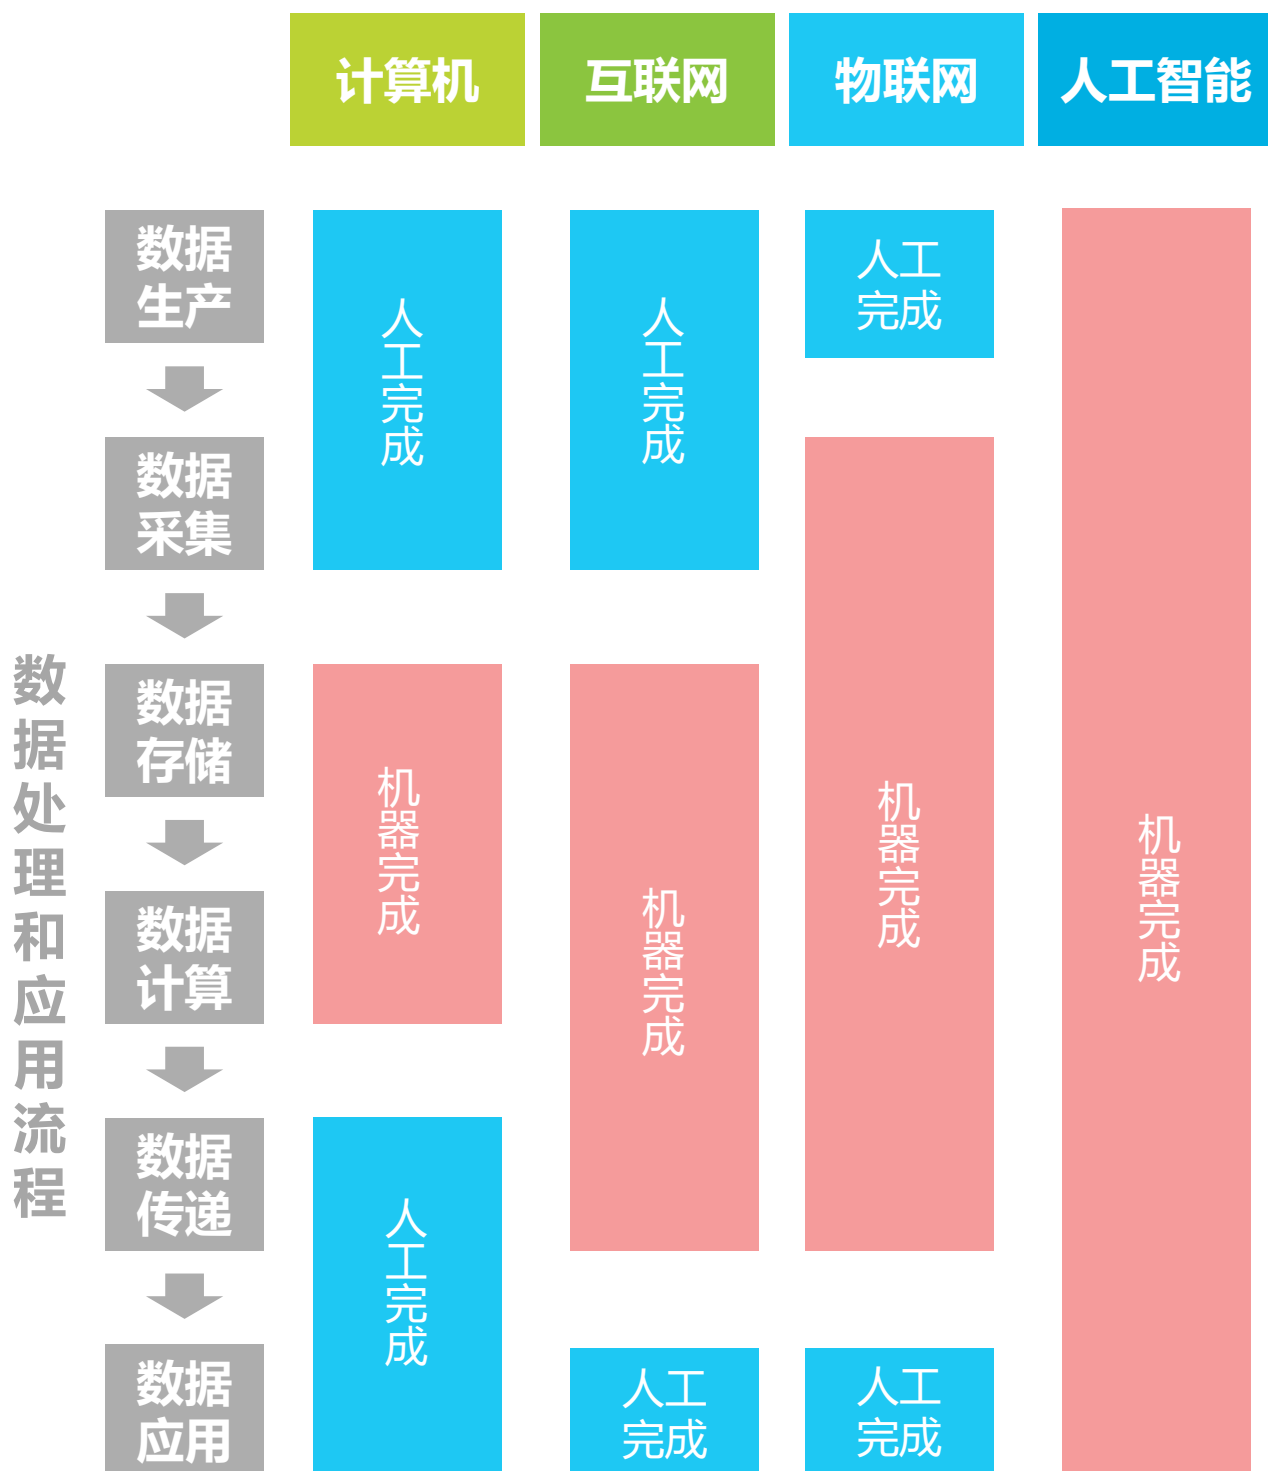 计算机
互联网
物联网
人工智能
数据处理和应用流程
数据
生产
数据
采集
数据
存储
数据
计算
数据
传递
数据
应用
人工完成
机器完成
人工完成
人工完成
机器完成
人工
完成
人工
完成
机器完成
人工
完成
机器完成